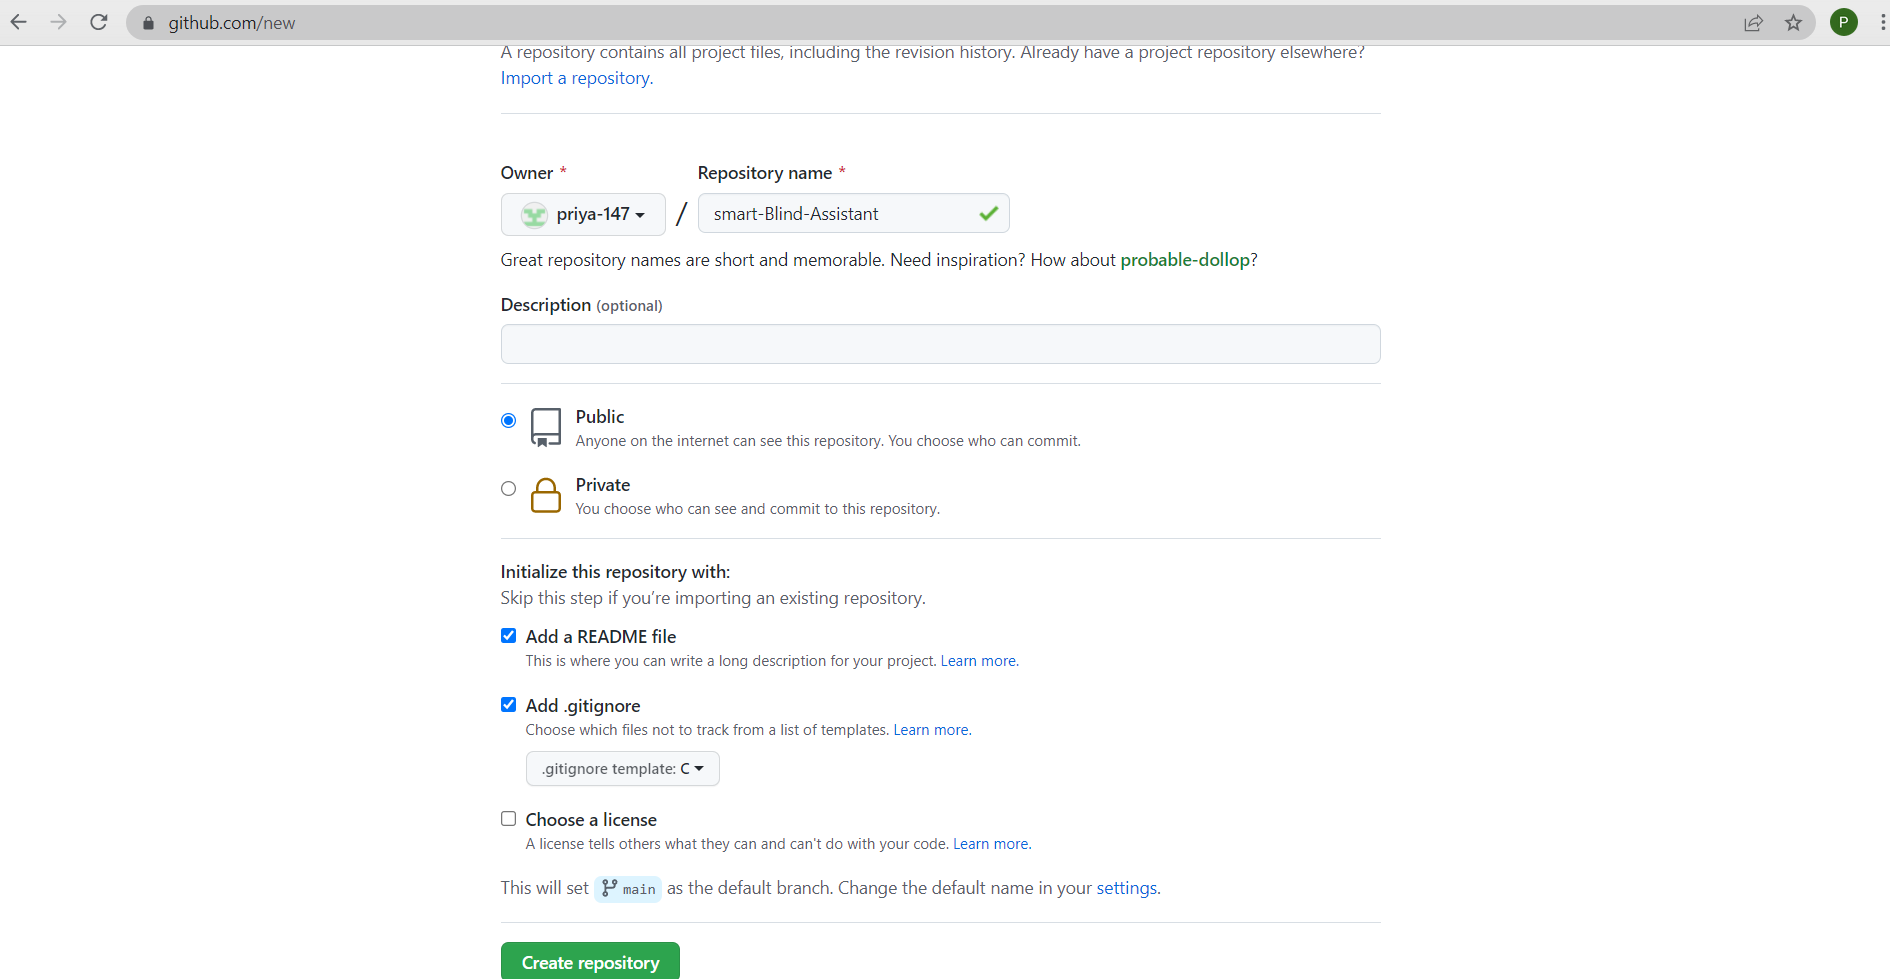 github.com/new
P
A repository contains all project files, including the revision history. Already have a project repository elsewhere?
Import a repository.
Owner * Repository name *
priya-147 / smart-Blind-Assistant
Great repository names are short and memorable. Need inspiration? How about probable-dollop?
Description (optional)
Public
Anyone on the internet can see this repository. You choose who can commit.
Private
You choose who can see and commit to this repository.
Initialize this repository with:
Skip this step if you’re importing an existing repository.
Add a README file
This is where you can write a long description for your project. Learn more.
Add .gitignore
Choose which files not to track from a list of templates. Learn more.
.gitignore template: C
Choose a license
A license tells others what they can and can't do with your code. Learn more.
This will set main as the default branch. Change the default name in your settings.
Create repository